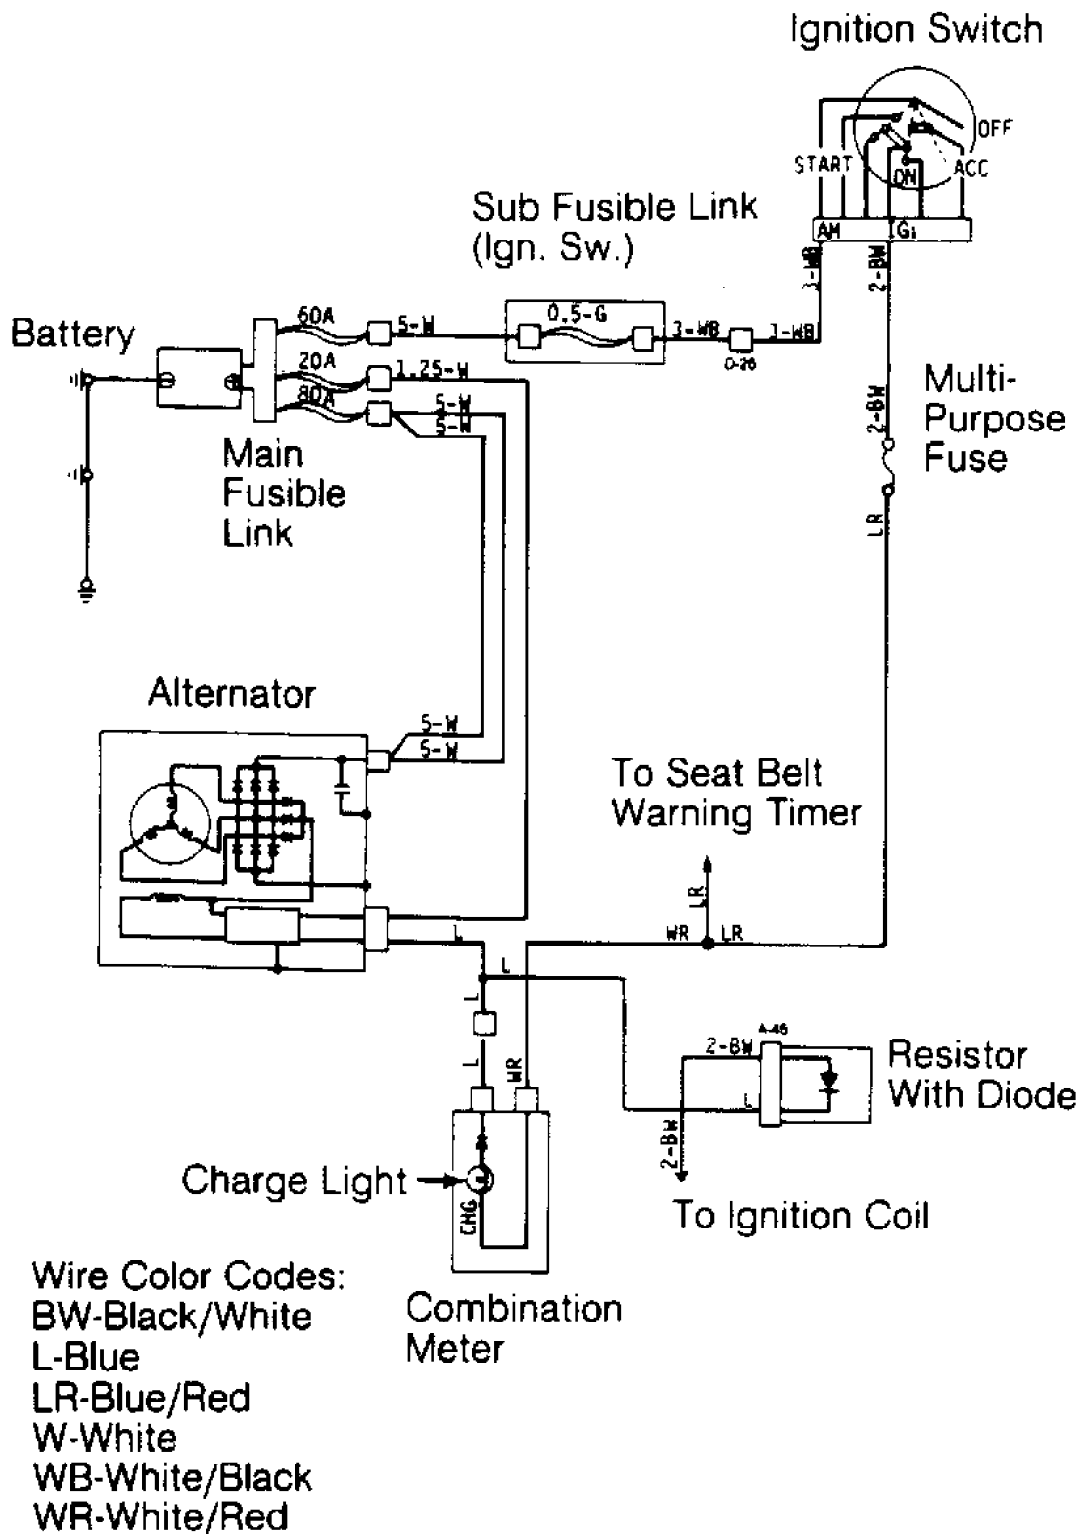 Ignition Switch
OFF
START
ACC
ON
AM
G1
Sub Fusible Link
(Ign. Sw.)
3-WB
2-BW
60A
5-W
0.5-G
3-WB
3-WB
D-26
Battery
20A
1.25-W
80A
5-W
5-W
2-BW
Multi-
Purpose
Fuse
Main
Fusible
Link
LR
Alternator
5-W
5-W
To Seat Belt
Warning Timer
LR
WR
LR
L
L
L
L
WR
A-46
2-BW
L
Resistor
With Diode
2-BW
Charge Light
CHG
To Ignition Coil
Wire Color Codes:
BW-Black/White
L-Blue
LR-Blue/Red
W-White
WB-White/Black
WR-White/Red
Combination
Meter